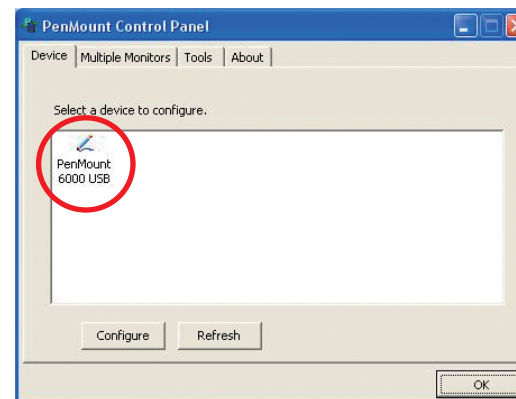 PenMount Control Panel
Device Multiple Monitors Tools About
Select a device to configure.
PenMount
6000 USB
Configure Refresh
OK